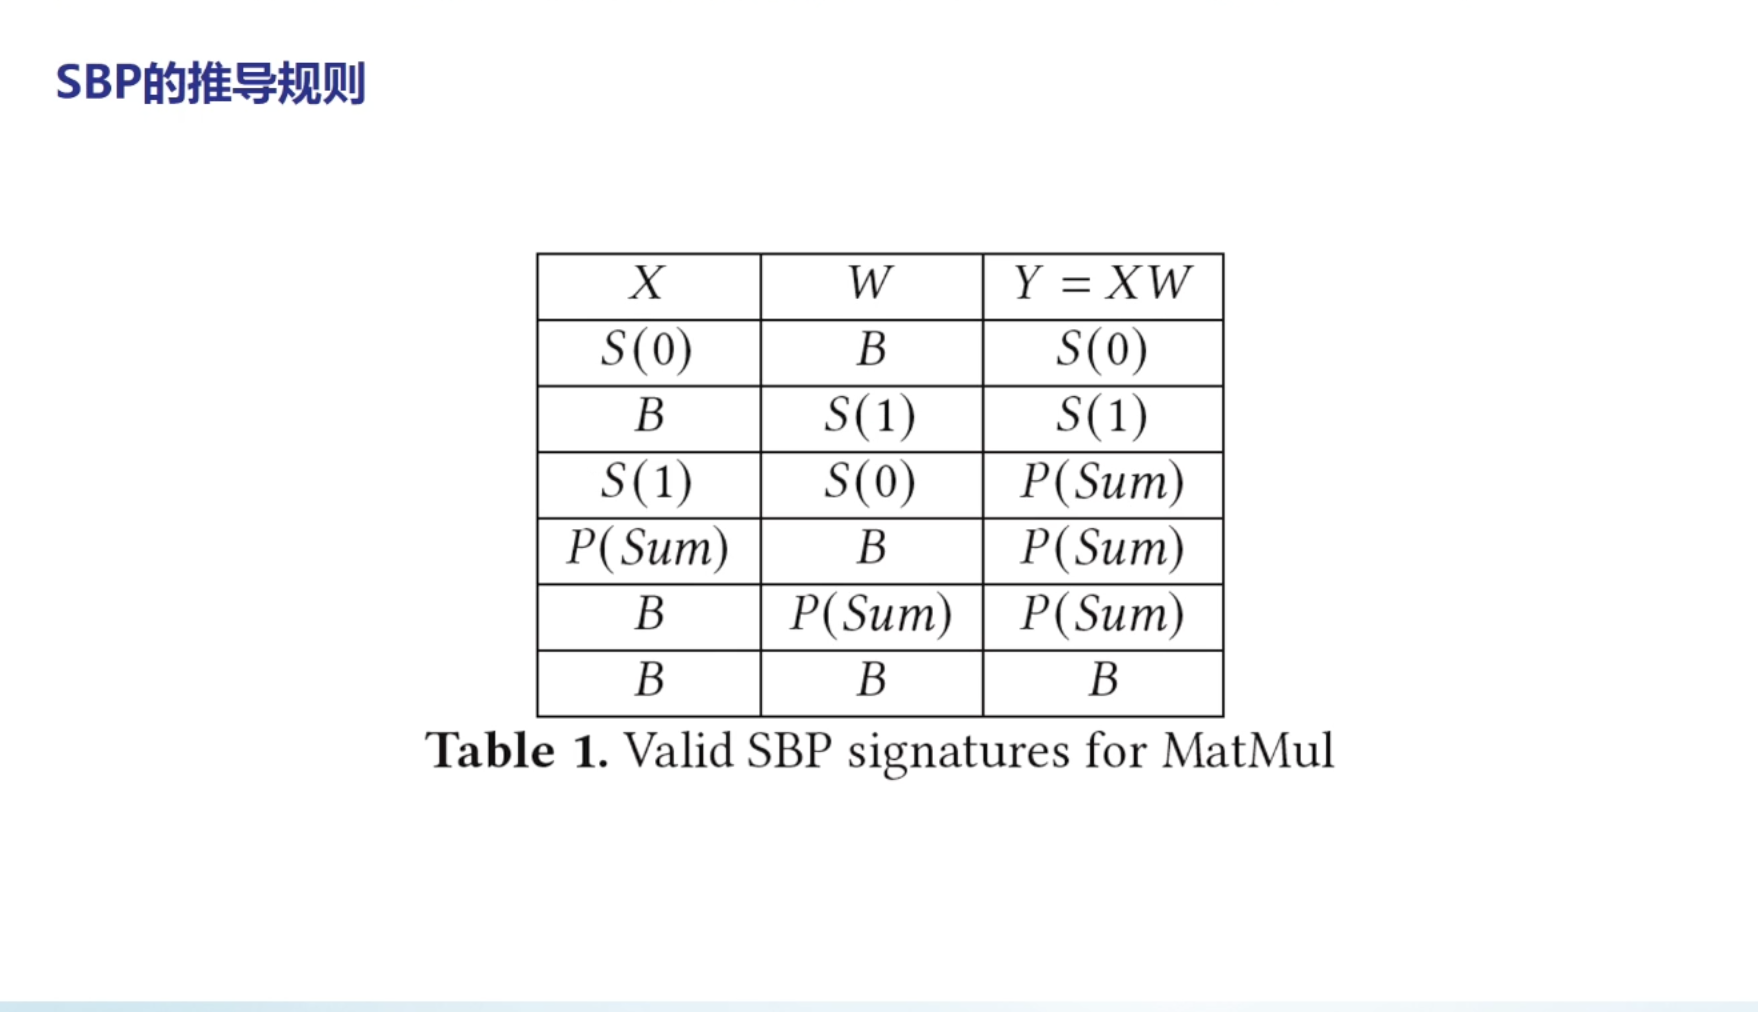 SBP的推导规则
X W Y = XW
S(0) B S(0)
B S(1) S(1)
S(1) S(0) P(Sum)
P(Sum) B P(Sum)
B P(Sum) P(Sum)
B B B
Table 1. Valid SBP signatures for MatMul